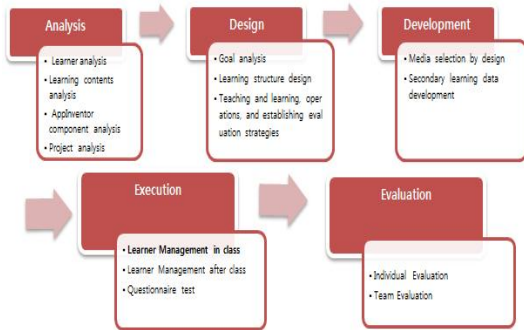 Analysis
• Learner analysis
• Learning contents
analysis
• AppInventor
component analysis
• Project analysis
Design
• Goal analysis
• Learning structure design
• Teaching and learning, oper
ations, and establishing eval
uation strategies
Development
• Media selection by design
• Secondary learning data
development
Execution
• Learner Management in class
• Learner Management after class
• Questionnaire test
Evaluation
• Individual Evaluation
• Team Evaluation